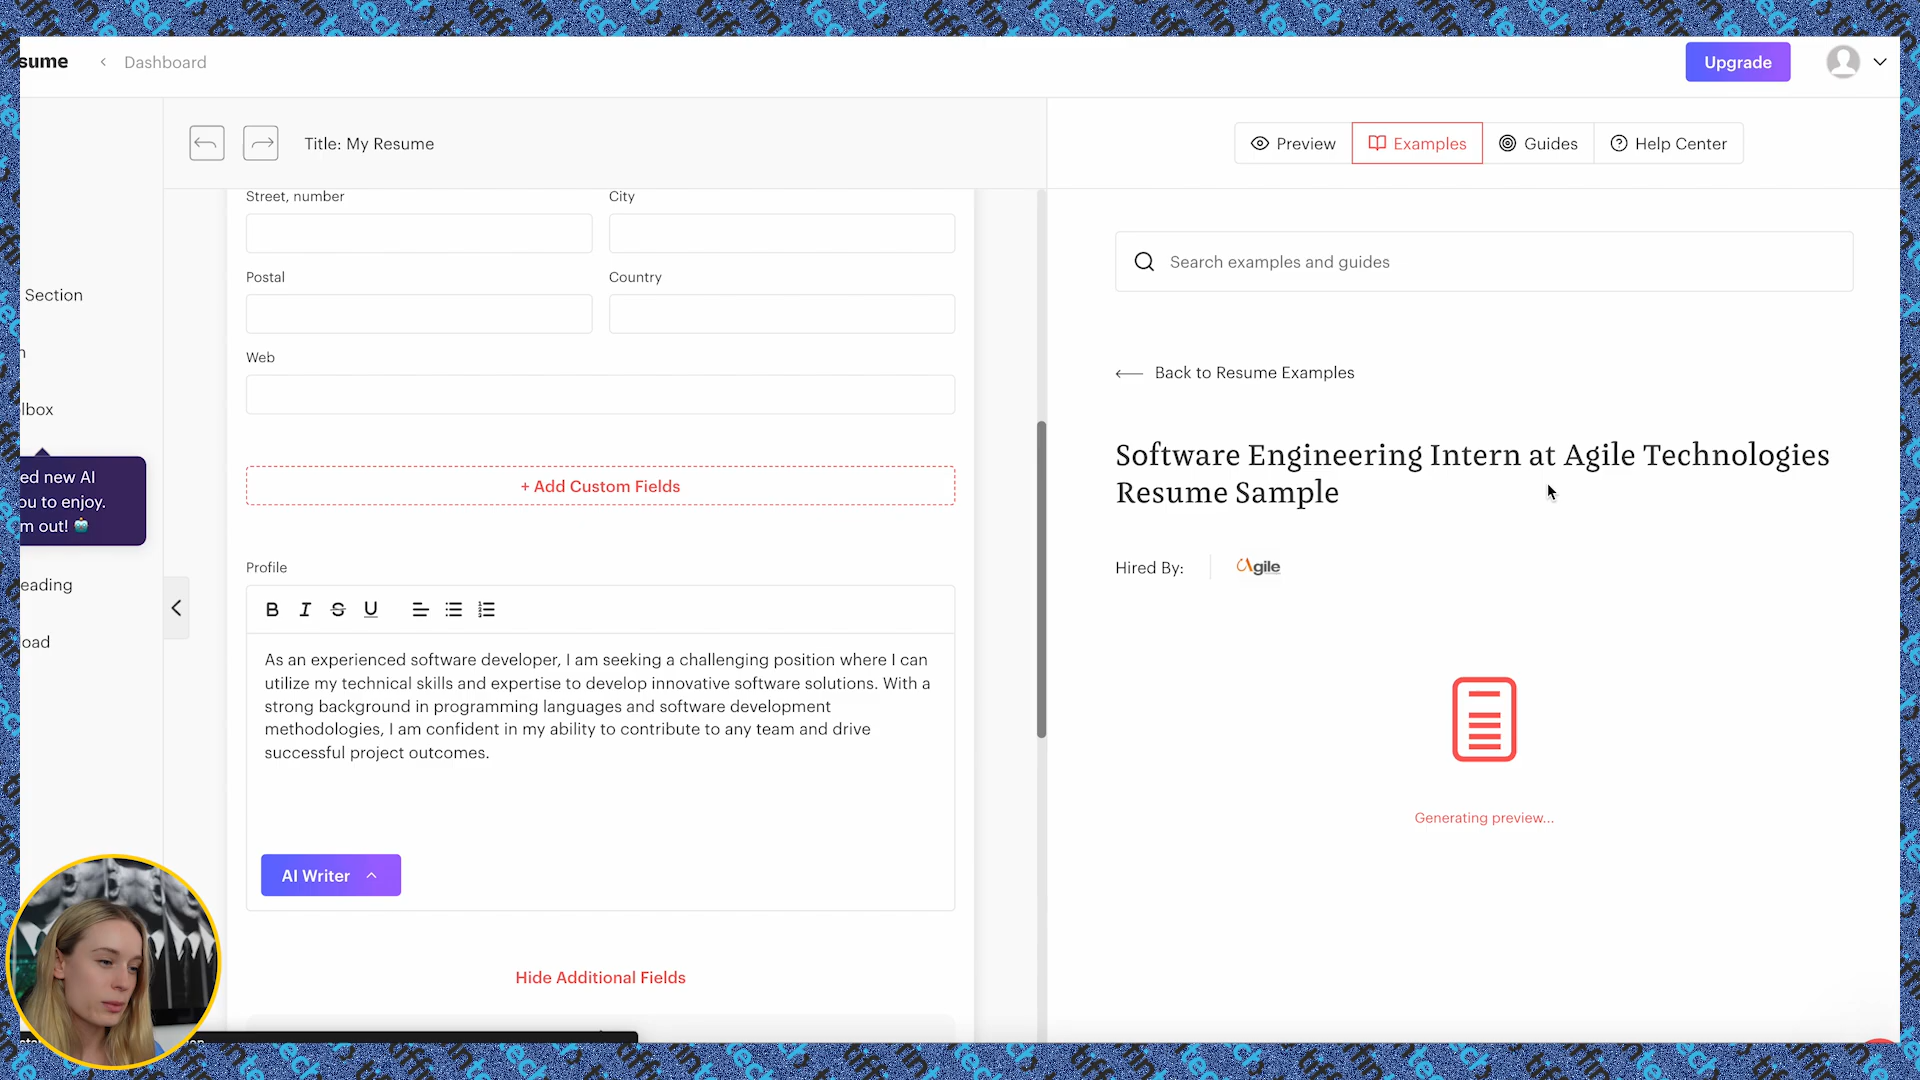 sume
Dashboard
Upgrade
Title: My Resume
Preview
Examples
Guides
Help Center
Street, number
City
Search examples and guides
Section
Postal
Country
Web
Back to Resume Examples
lbox
Software Engineering Intern at Agile Technologies
Resume Sample
ed new AI
ou to enjoy.
m out!
+ Add Custom Fields
Hired By:
Agile
Profile
eading
B I S U
oad
As an experienced software developer, I am seeking a challenging position where I can
utilize my technical skills and expertise to develop innovative software solutions. With a
strong background in programming languages and software development
methodologies, I am confident in my ability to contribute to any team and drive
successful project outcomes.
Generating preview...
AI Writer
Hide Additional Fields
tiffintech